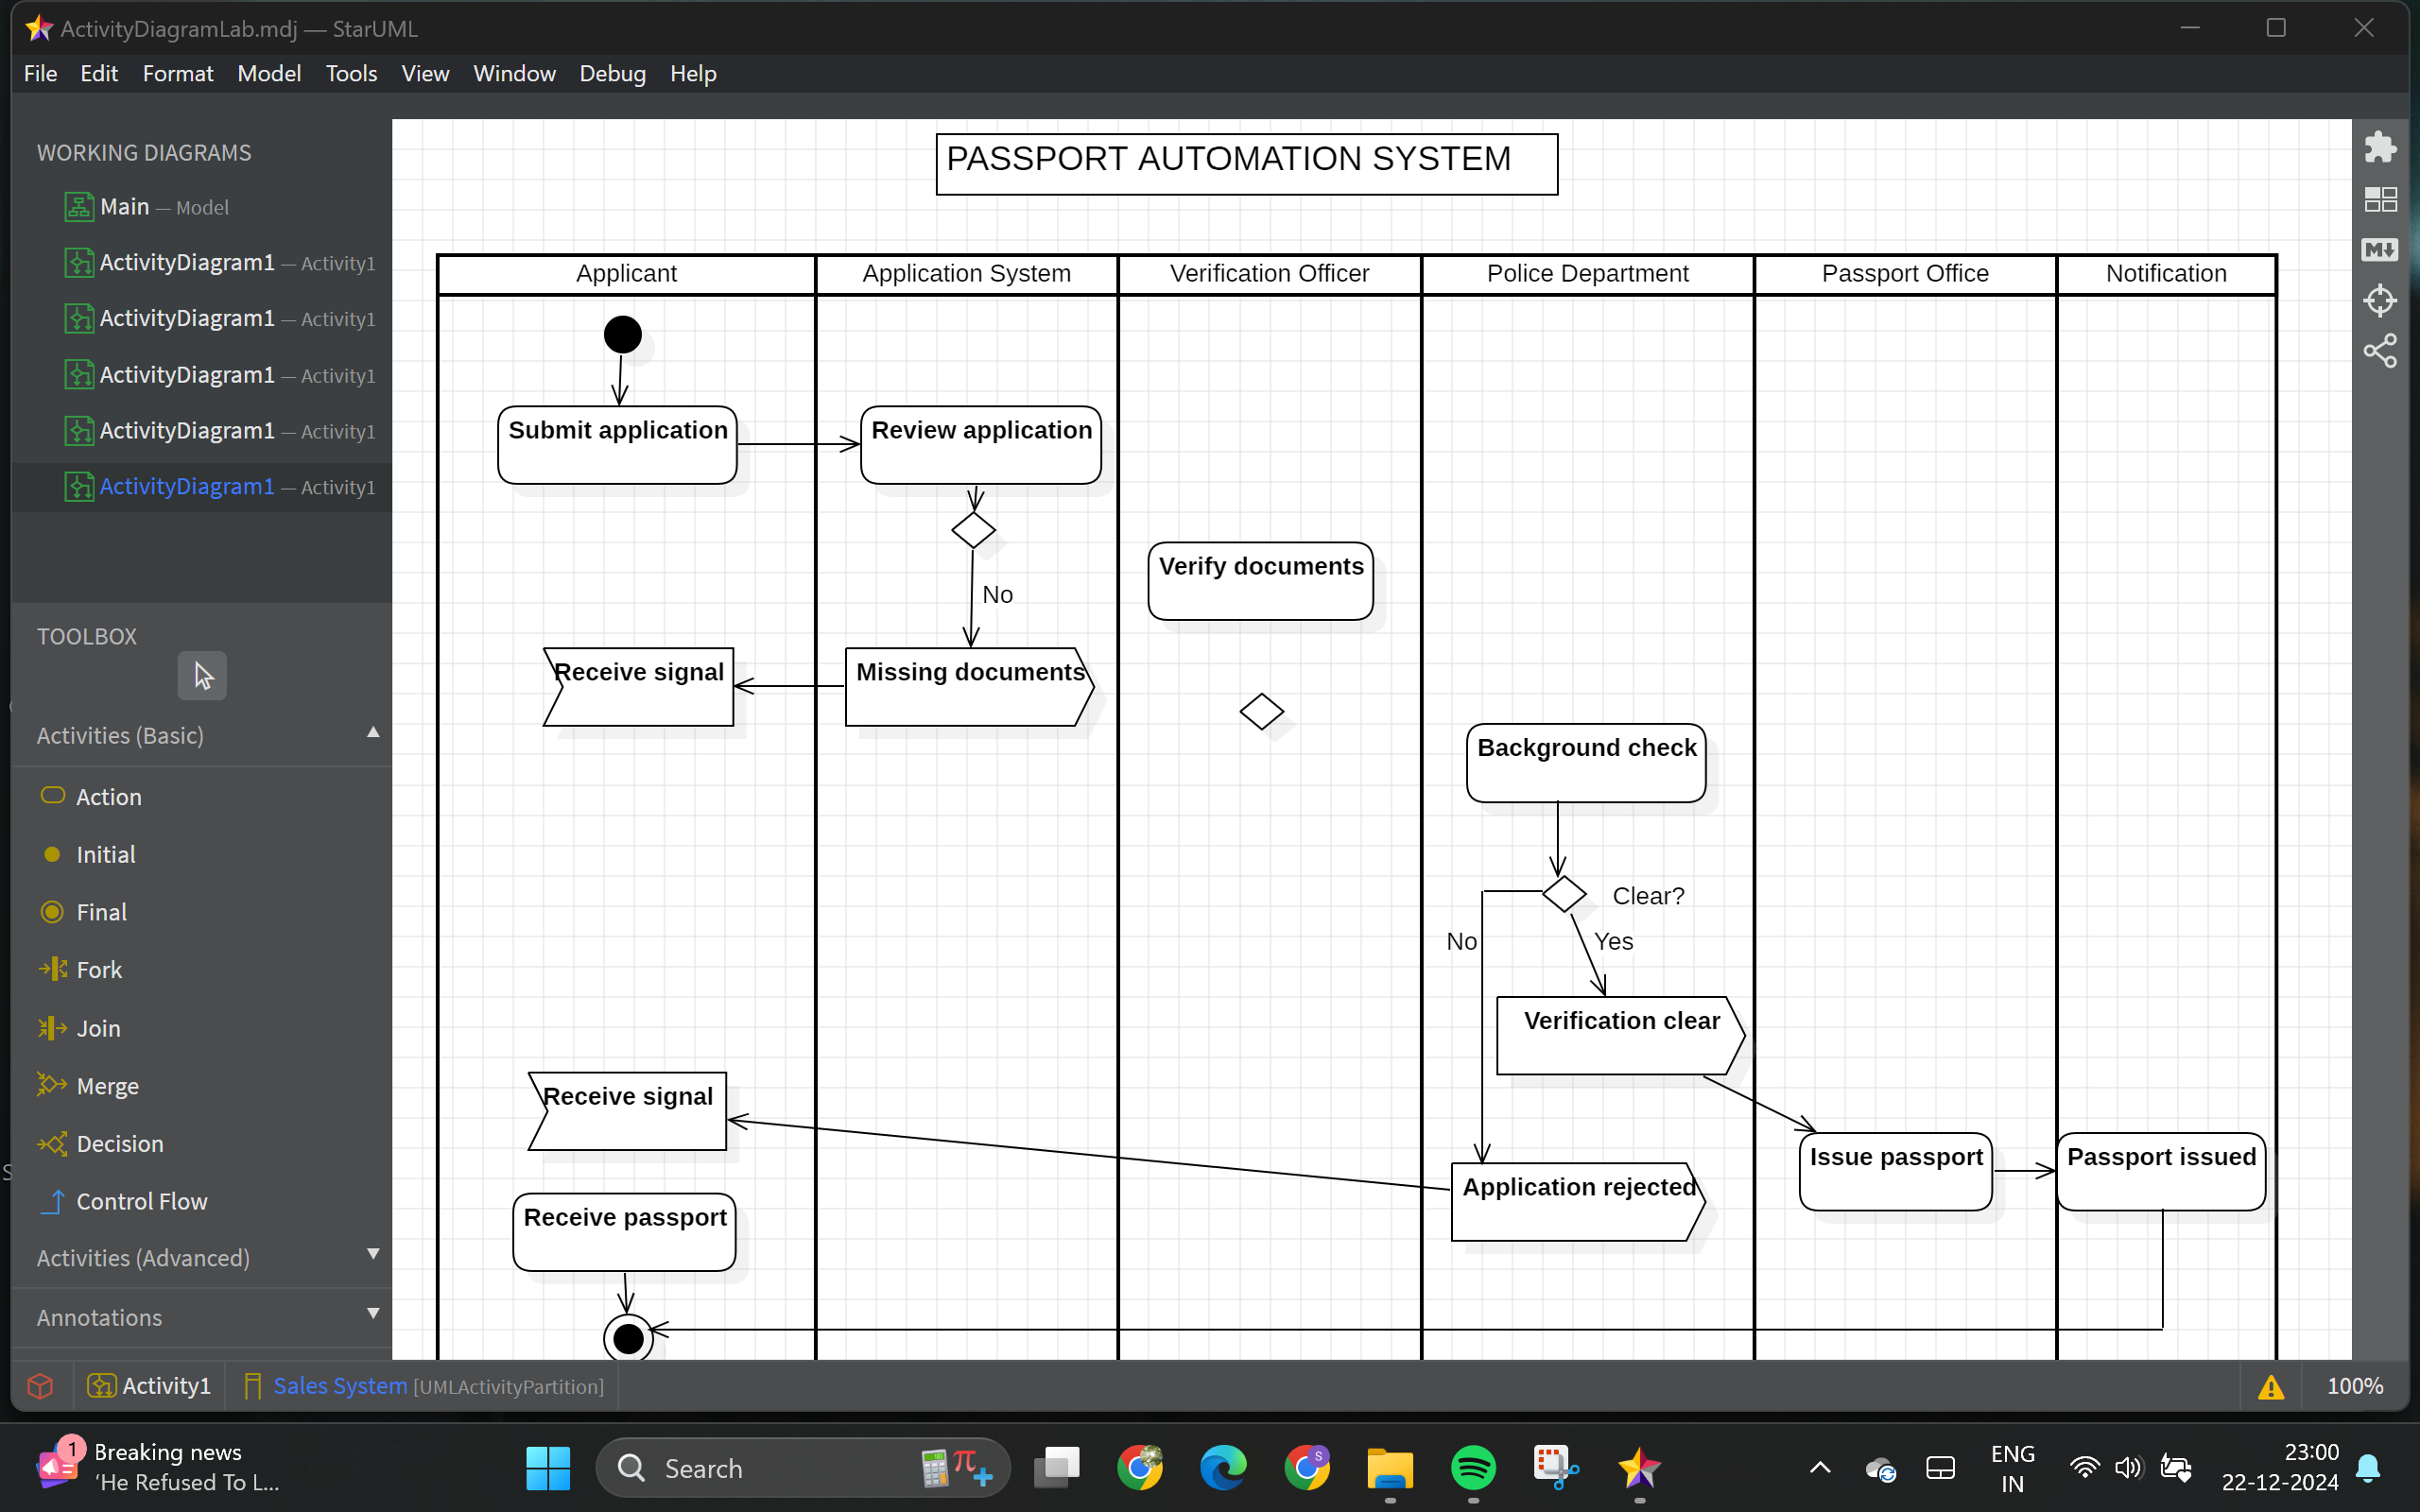 ActivityDiagramLab.mdj — StarUML
File Edit Format Model Tools View Window Debug Help
WORKING DIAGRAMS
Main — Model
ActivityDiagram1 — Activity1
ActivityDiagram1 — Activity1
ActivityDiagram1 — Activity1
ActivityDiagram1 — Activity1
ActivityDiagram1 — Activity1
TOOLBOX
Activities (Basic)
Action
Initial
Final
Fork
Join
Merge
Decision
Control Flow
Activities (Advanced)
Annotations
PASSPORT AUTOMATION SYSTEM
Applicant Application System Verification Officer Police Department Passport Office Notification
Submit application Review application
Verify documents
No
Receive signal Missing documents
Background check
Clear?
No Yes
Verification clear
Receive signal
Issue passport Passport issued
Application rejected
Receive passport
M
Activity1 Sales System [UMLActivityPartition] 100%
1 Breaking news
‘He Refused To L...
Search
S
ENG
IN
23:00
22-12-2024